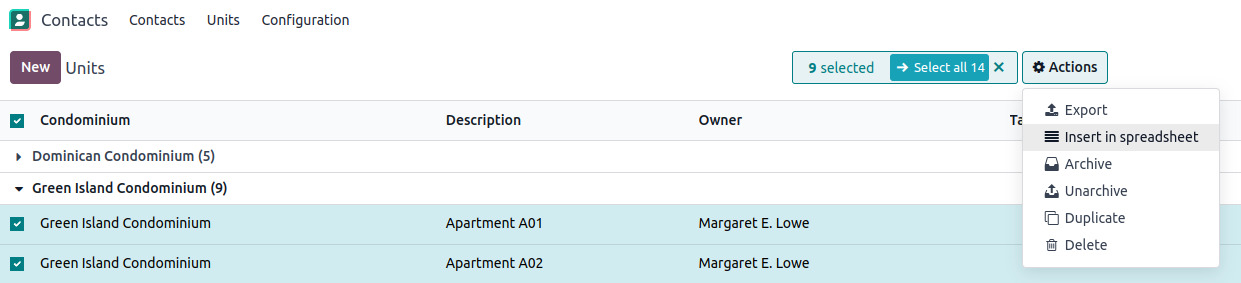 Contacts Contacts Units Configuration
New Units 9 selected Select all 14 Actions
Condominium Description Owner Ta
Export
Insert in spreadsheet
Archive
Unarchive
Duplicate
Delete
Dominican Condominium (5)
Green Island Condominium (9)
Green Island Condominium Apartment A01 Margaret E. Lowe
Green Island Condominium Apartment A02 Margaret E. Lowe